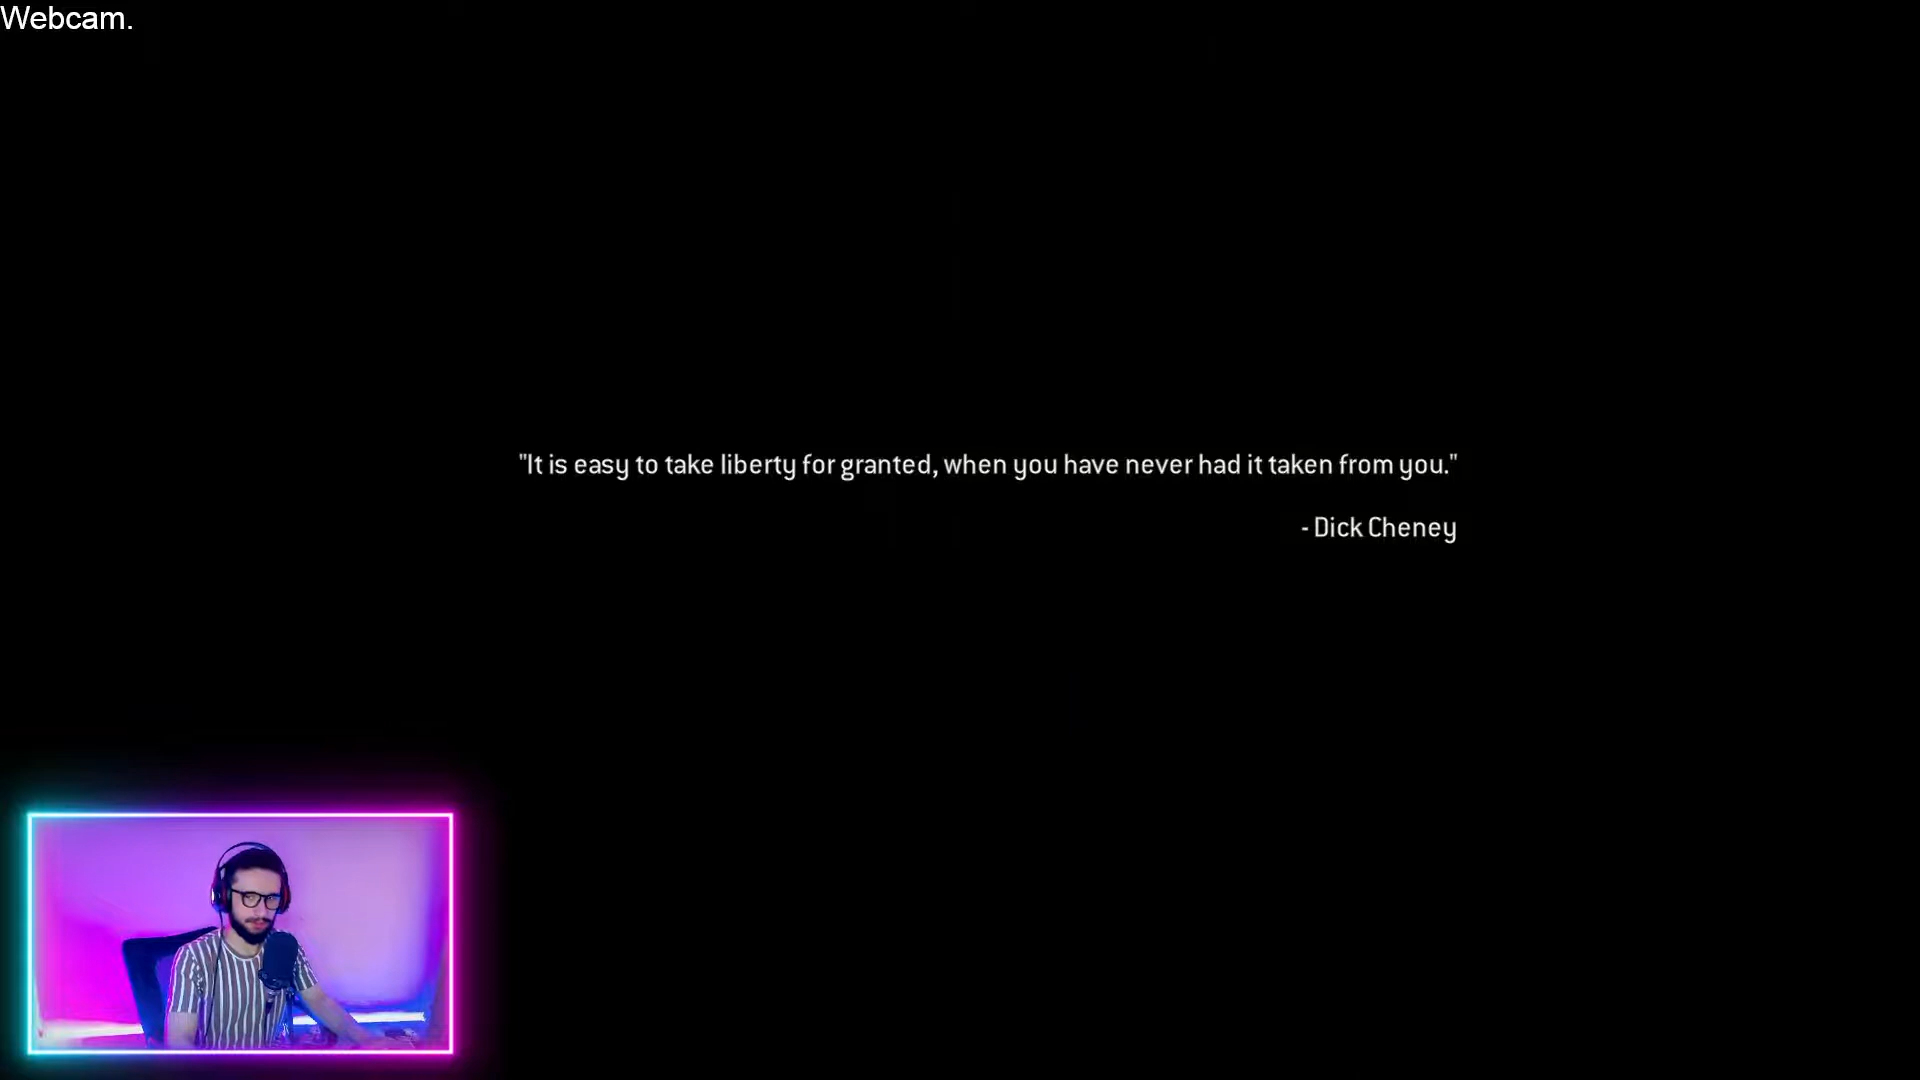 Webcam.
"It is easy to take liberty for granted, when you have never had it taken from you."
- Dick Cheney